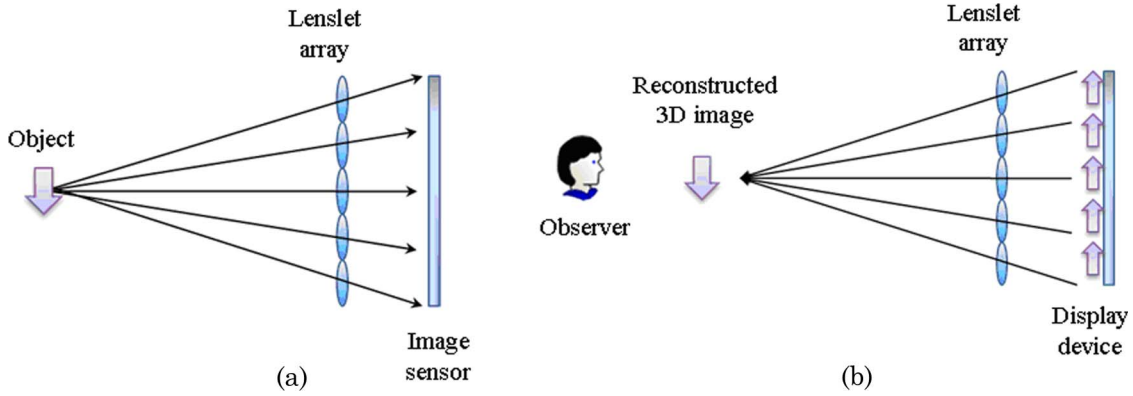 Lenslet
array
Object
Image
sensor
(a)
Lenslet
array
Reconstructed
3D image
Observer
Display
device
(b)